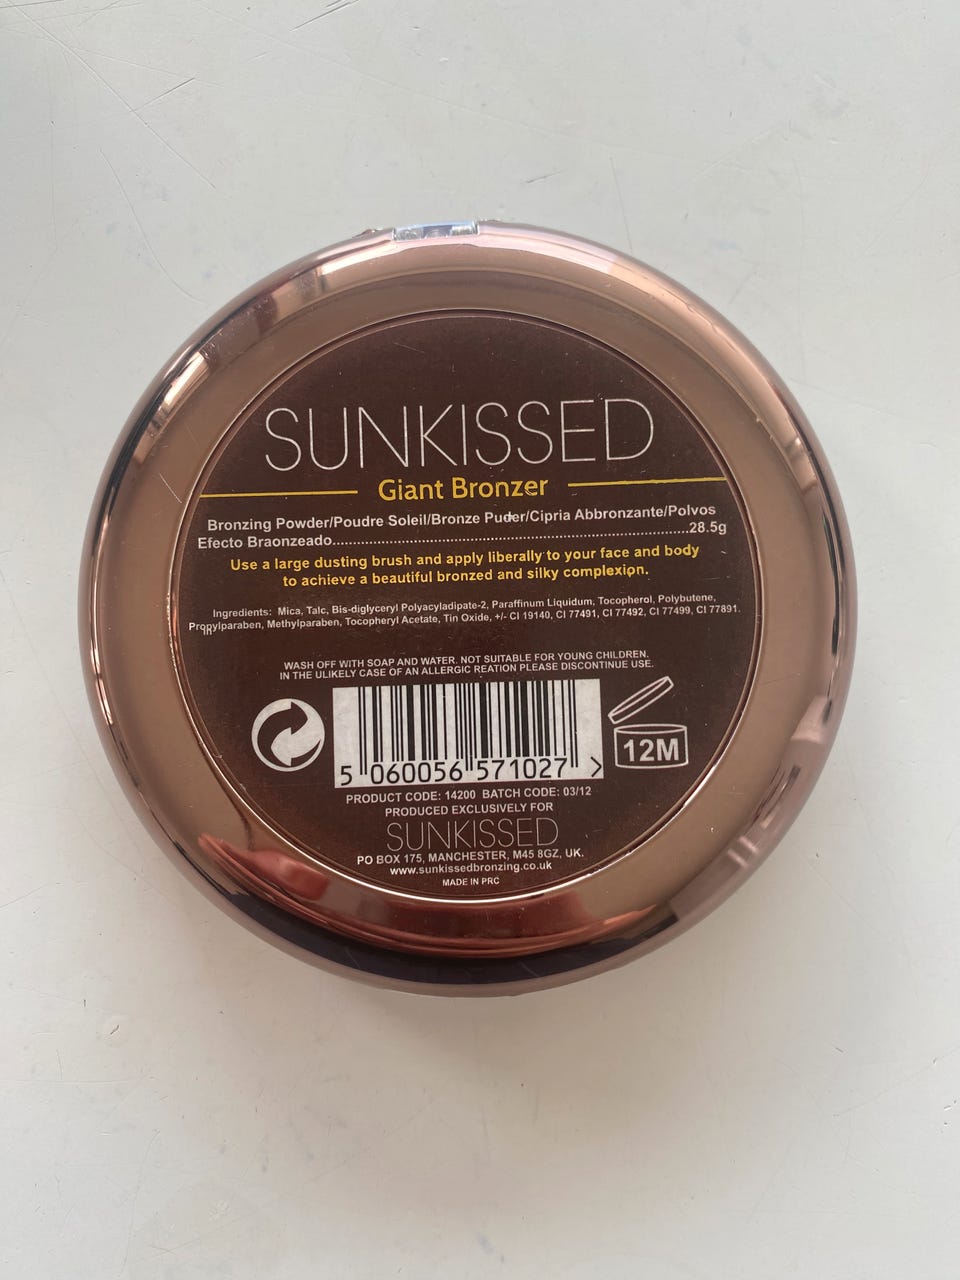 SUNKISSED
Giant Bronzer
Bronzing Powder/Poudre Soleil/Bronze Puder/Cipria Abbronzante/Polvos
Efecto Braonzeado...............................................................................28.5g
Use a large dusting brush and apply liberally to your face and body
to achieve a beautiful bronzed and silky complexion.
Ingredients: Mica, Talc, Bis-diglyceryl Polyacyladipate-2, Paraffinum Liquidum, Tocopherol, Polybutene,
Propylparaben, Methylparaben, Tocopheryl Acetate, Tin Oxide, +/- CI 19140, CI 77491, CI 77492, CI 77499, CI 77891.
WASH OFF WITH SOAP AND WATER. NOT SUITABLE FOR YOUNG CHILDREN.
IN THE ULIKELY CASE OF AN ALLERGIC REATION PLEASE DISCONTINUE USE.
12M
5 060056 571027 >
PRODUCT CODE: 14200 BATCH CODE: 03/12
PRODUCED EXCLUSIVELY FOR
SUNKISSED
PO BOX 175, MANCHESTER, M45 8GZ, UK.
www.sunkissedbronzing.co.uk
MADE IN PRC